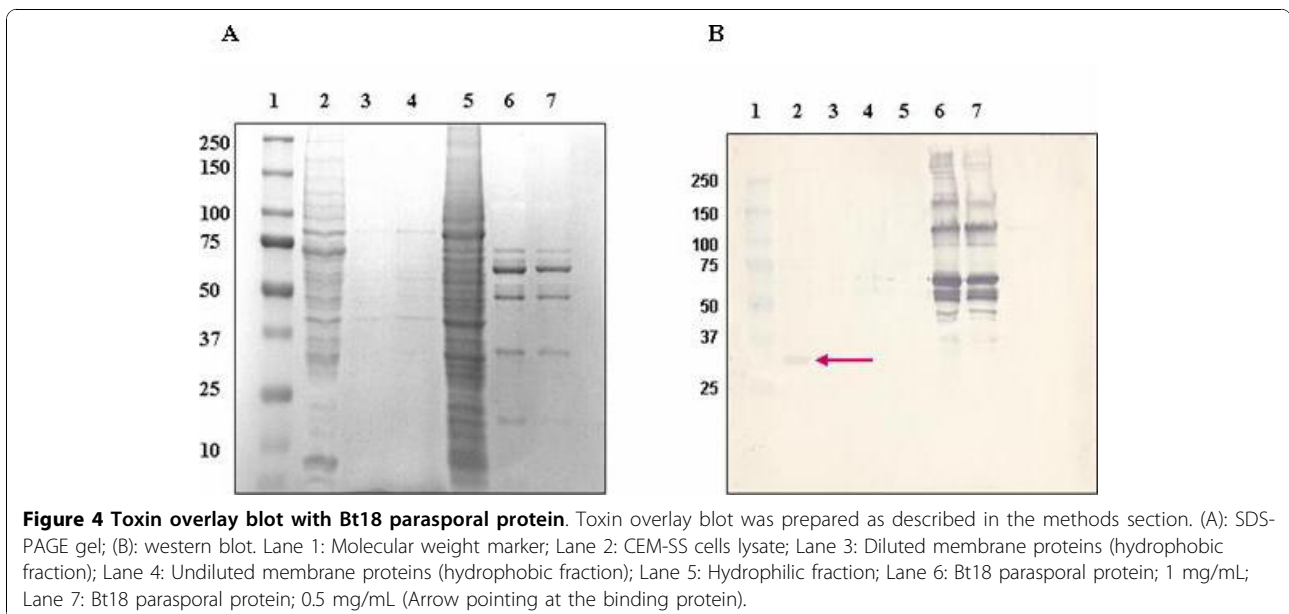 A
B
1 2 3 4 5 6 7
250
150
100
75
50
37
25
10
1 2 3 4 5 6 7
250
150
100
75
50
37
25
Figure 4 Toxin overlay blot with Bt18 parasporal protein. Toxin overlay blot was prepared as described in the methods section. (A): SDS-
PAGE gel; (B): western blot. Lane 1: Molecular weight marker; Lane 2: CEM-SS cells lysate; Lane 3: Diluted membrane proteins (hydrophobic
fraction); Lane 4: Undiluted membrane proteins (hydrophobic fraction); Lane 5: Hydrophilic fraction; Lane 6: Bt18 parasporal protein; 1 mg/mL;
Lane 7: Bt18 parasporal protein; 0.5 mg/mL (Arrow pointing at the binding protein).